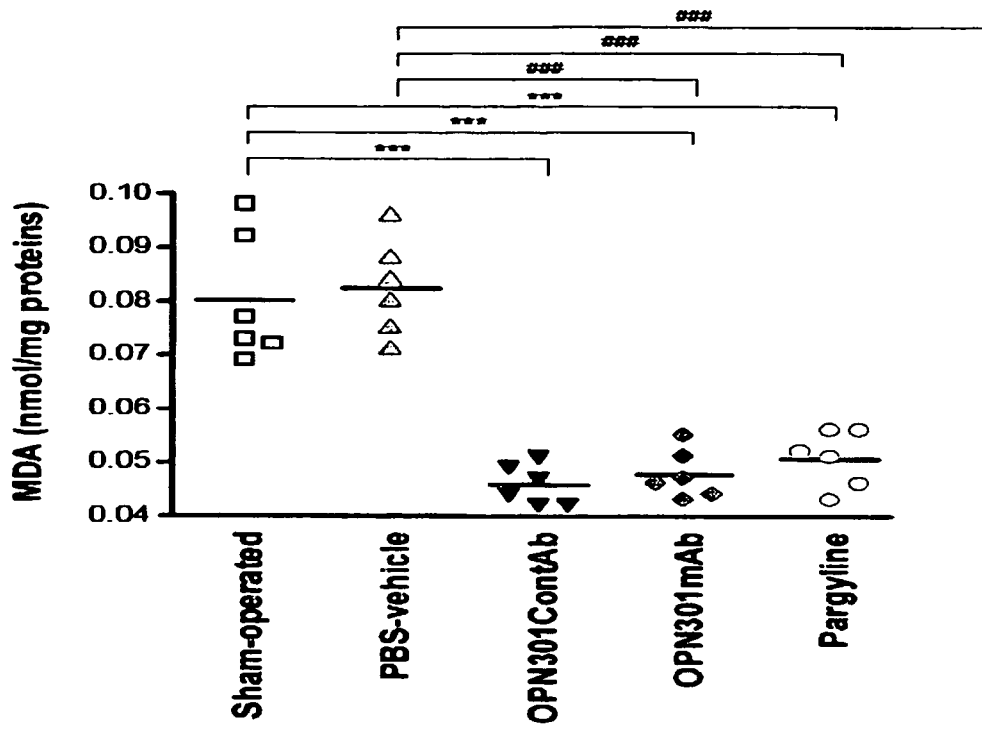 ###
###
###
***
***
***
0.10
0.09
0.08
0.07
0.06
0.05
0.04
MDA (nmol/mg proteins)
Sham-operated
PBS-vehicle
OPN301ContAb
OPN301mAb
Pargyline